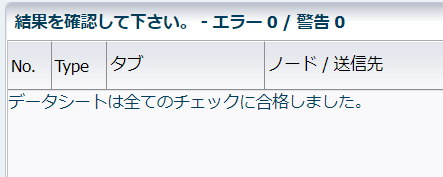 結果を確認して下さい。 - エラー 0 / 警告 0
No. Type タブ ノード / 送信先
データシートは全てのチェックに合格しました。